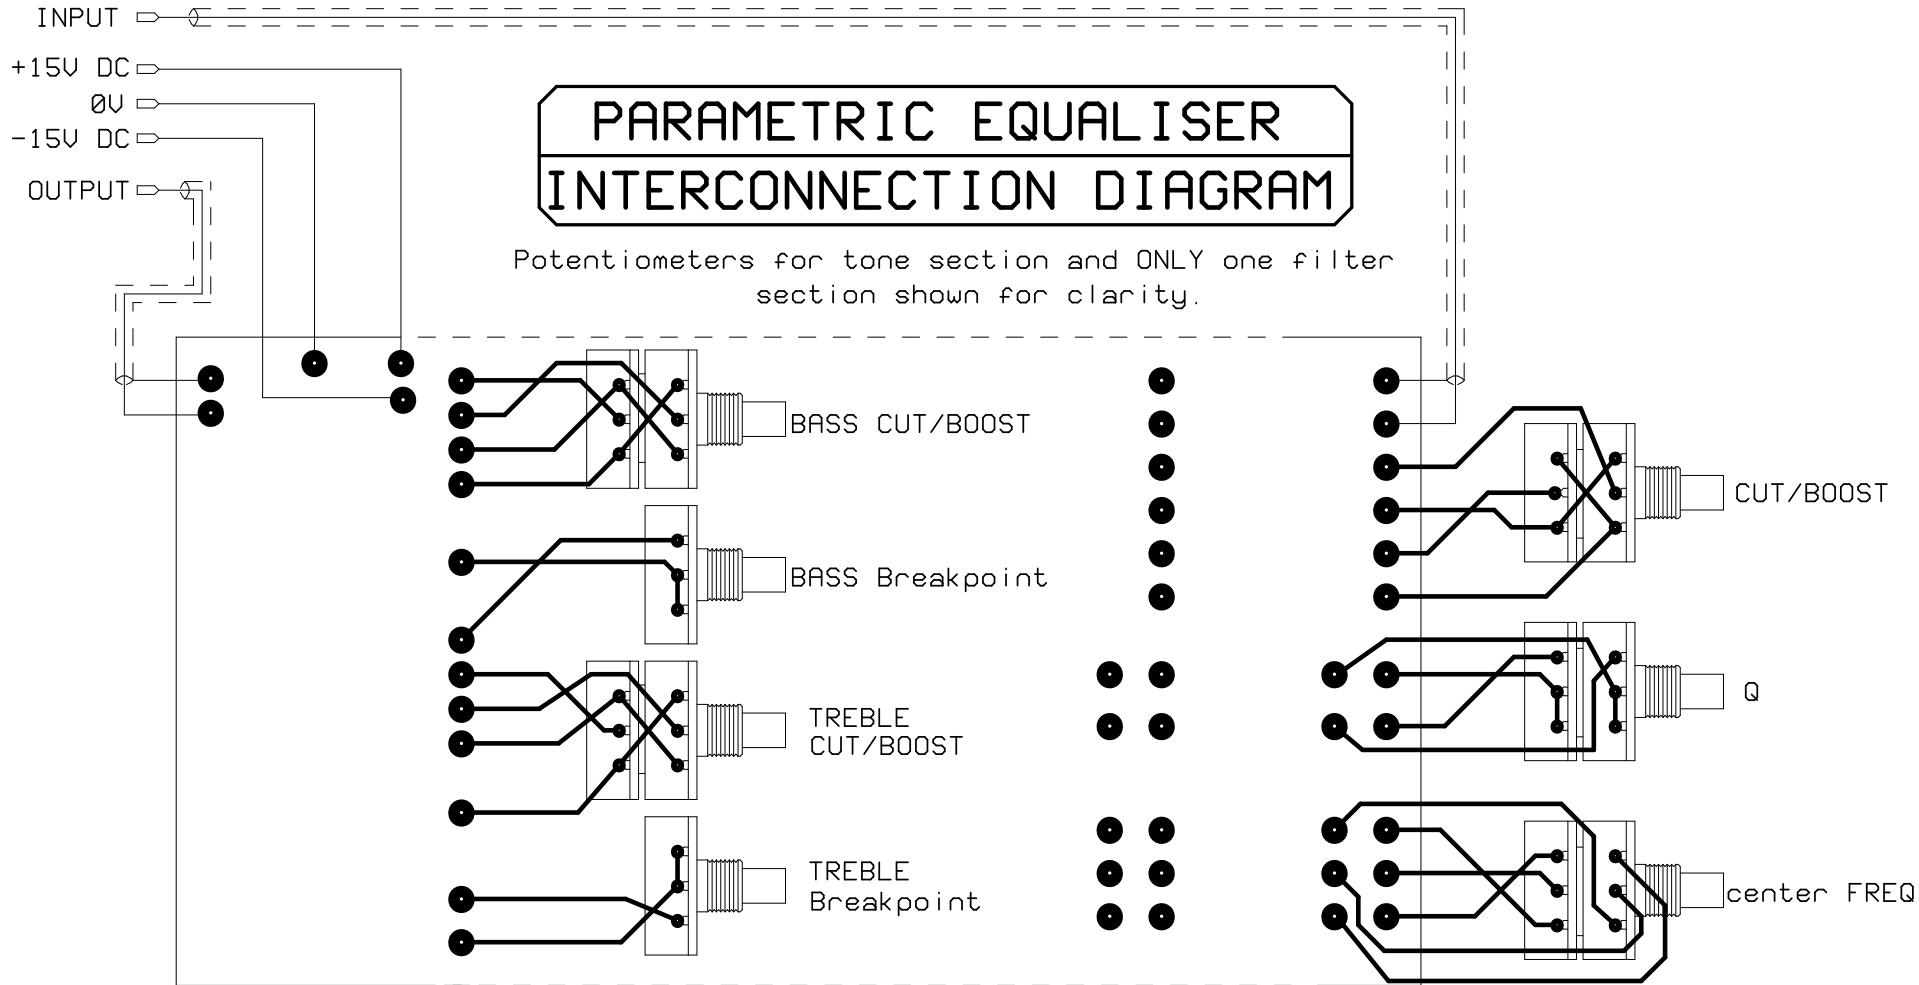 INPUT
+15V DC
0V
-15V DC
OUTPUT
PARAMETRIC EQUALISER
INTERCONNECTION DIAGRAM
Potentiometers for tone section and ONLY one filter
section shown for clarity.
BASS CUT/BOOST
BASS Breakpoint
TREBLE
CUT/BOOST
TREBLE
Breakpoint
CUT/BOOST
Q
center FREQ